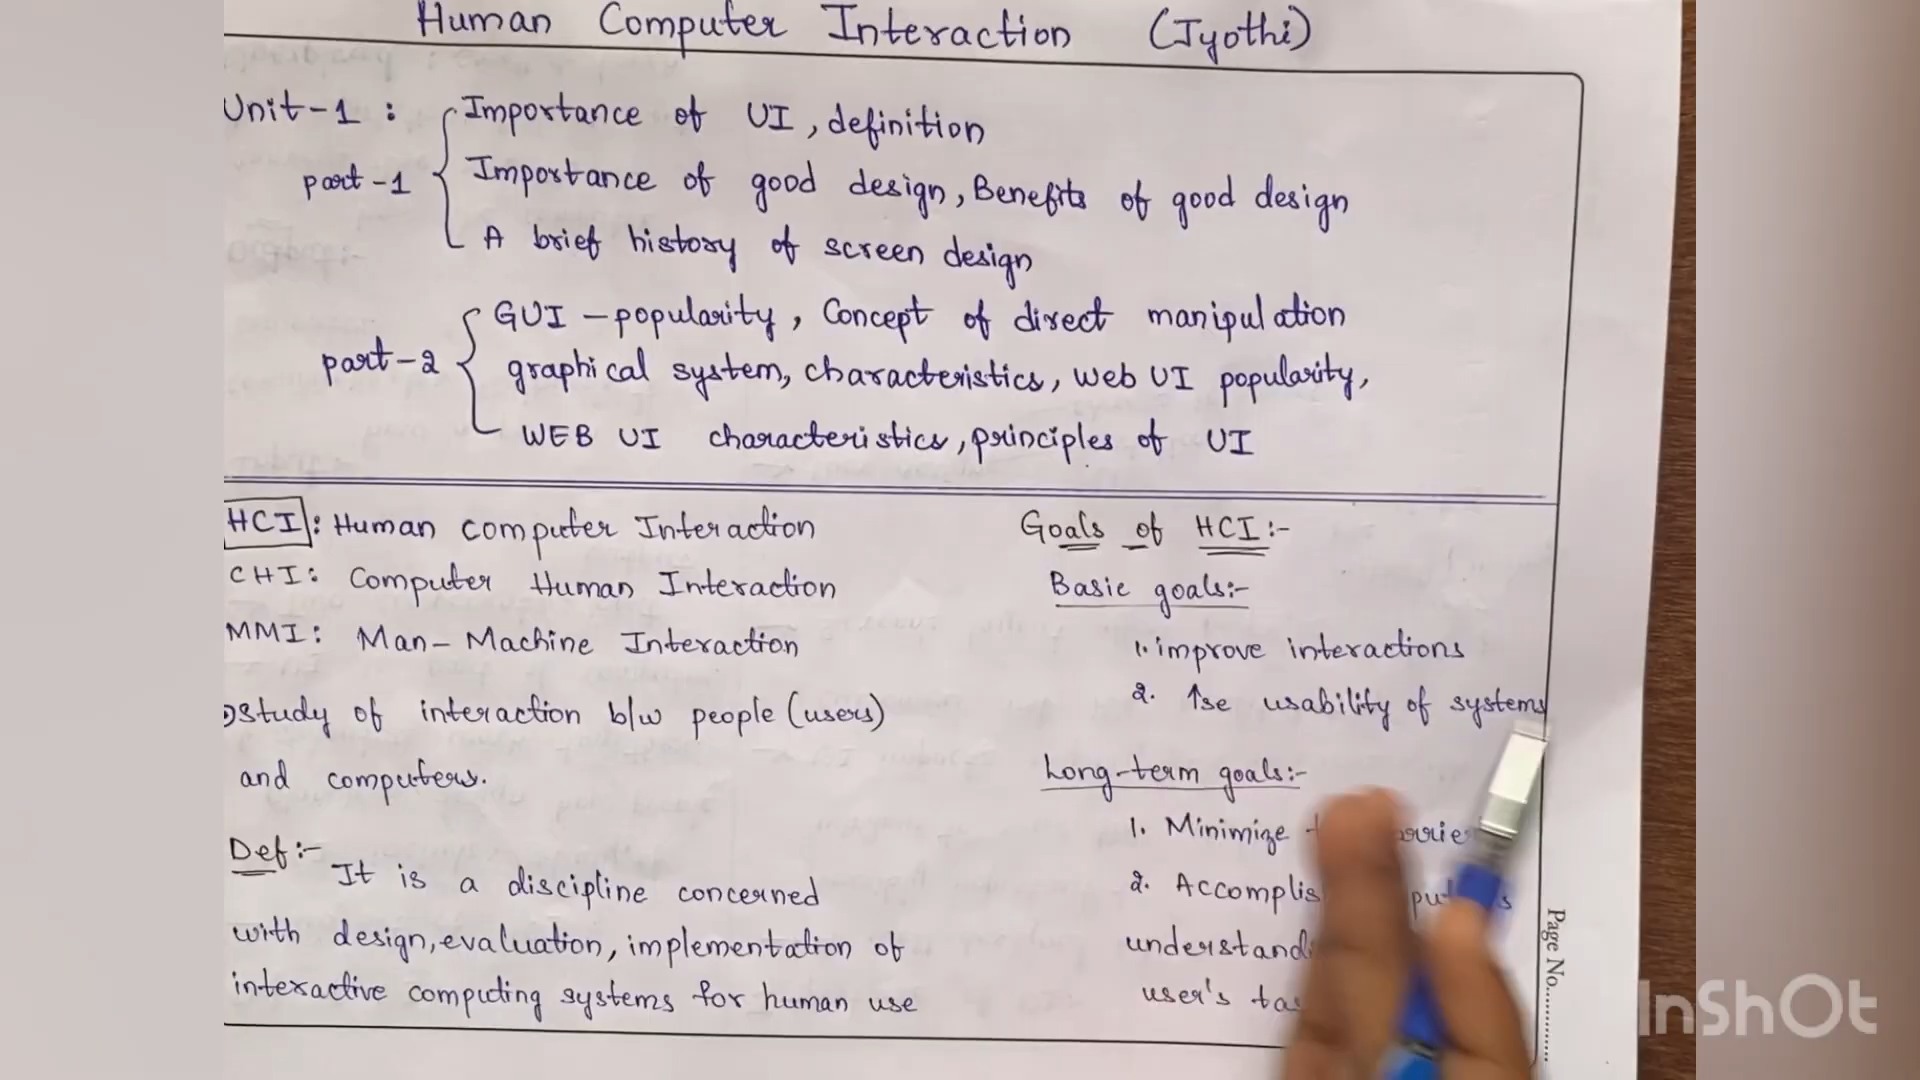 Human Computer Interaction (Jyothi)
Unit-1 : Importance of UI, definition
part-1 Importance of good design, Benefits of good design
A brief history of screen design
GUI - popularity, Concept of direct manipulation
part-2 graphical system, characteristics, Web UI popularity,
WEB UI characteristics, principles of UI
HCI : Human computer Interaction
CHI : Computer Human Interaction
MMI : Man-Machine Interaction
study of interaction b/w people (users)
and computers.
Def :-
It is a discipline concerned
with design, evaluation, implementation of
interactive computing systems for human use
Goals of HCI :-
Basic goals:-
1. improve interactions
2. ↑se usability of systems
Long-term goals:-
1. Minimize
2.
user's
Page No.............
InShOt